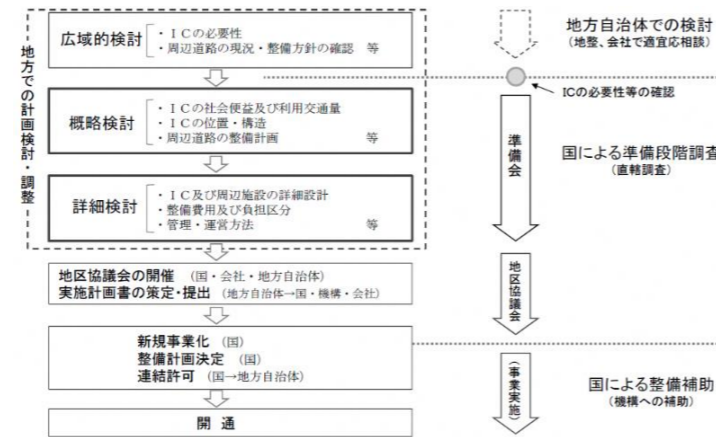 地方での計画検討・調整
広域的検討
・ＩＣの必要性
・周辺道路の現況・整備方針の確認 等
概略検討
・ＩＣの社会便益及び利用交通量
・ＩＣの位置・構造
・周辺道路の整備計画 等
詳細検討
・ＩＣ及び周辺施設の詳細設計
・整備費用及び負担区分
・管理・運営方法 等
地区協議会の開催 （国・会社・地方自治体）
実施計画書の策定・提出 （地方自治体→国・機構・会社）
新規事業化 （国）
整備計画決定 （国）
連結許可 （国→地方自治体）
開 通
地方自治体での検討
（地整、会社で適宜応相談）
ICの必要性等の確認
準備会
国による準備段階調査
（直轄調査）
地区協議会
（事業実施）
国による整備補助
（機構への補助）